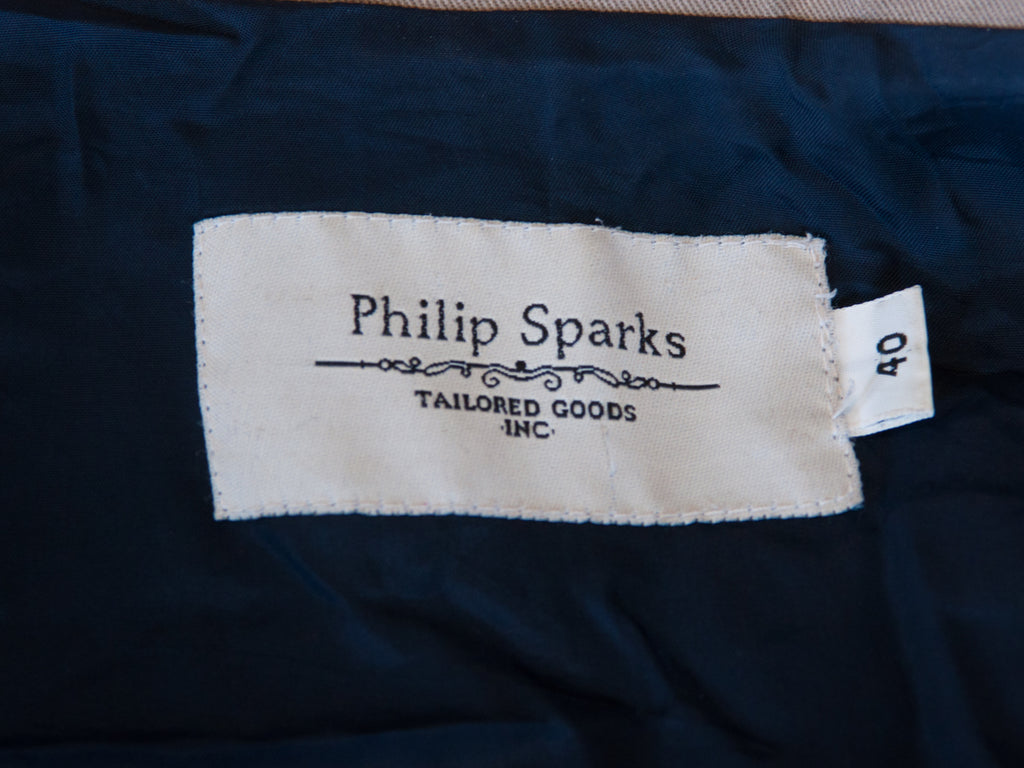 Philip Sparks
TAILORED GOODS
·INC·
40